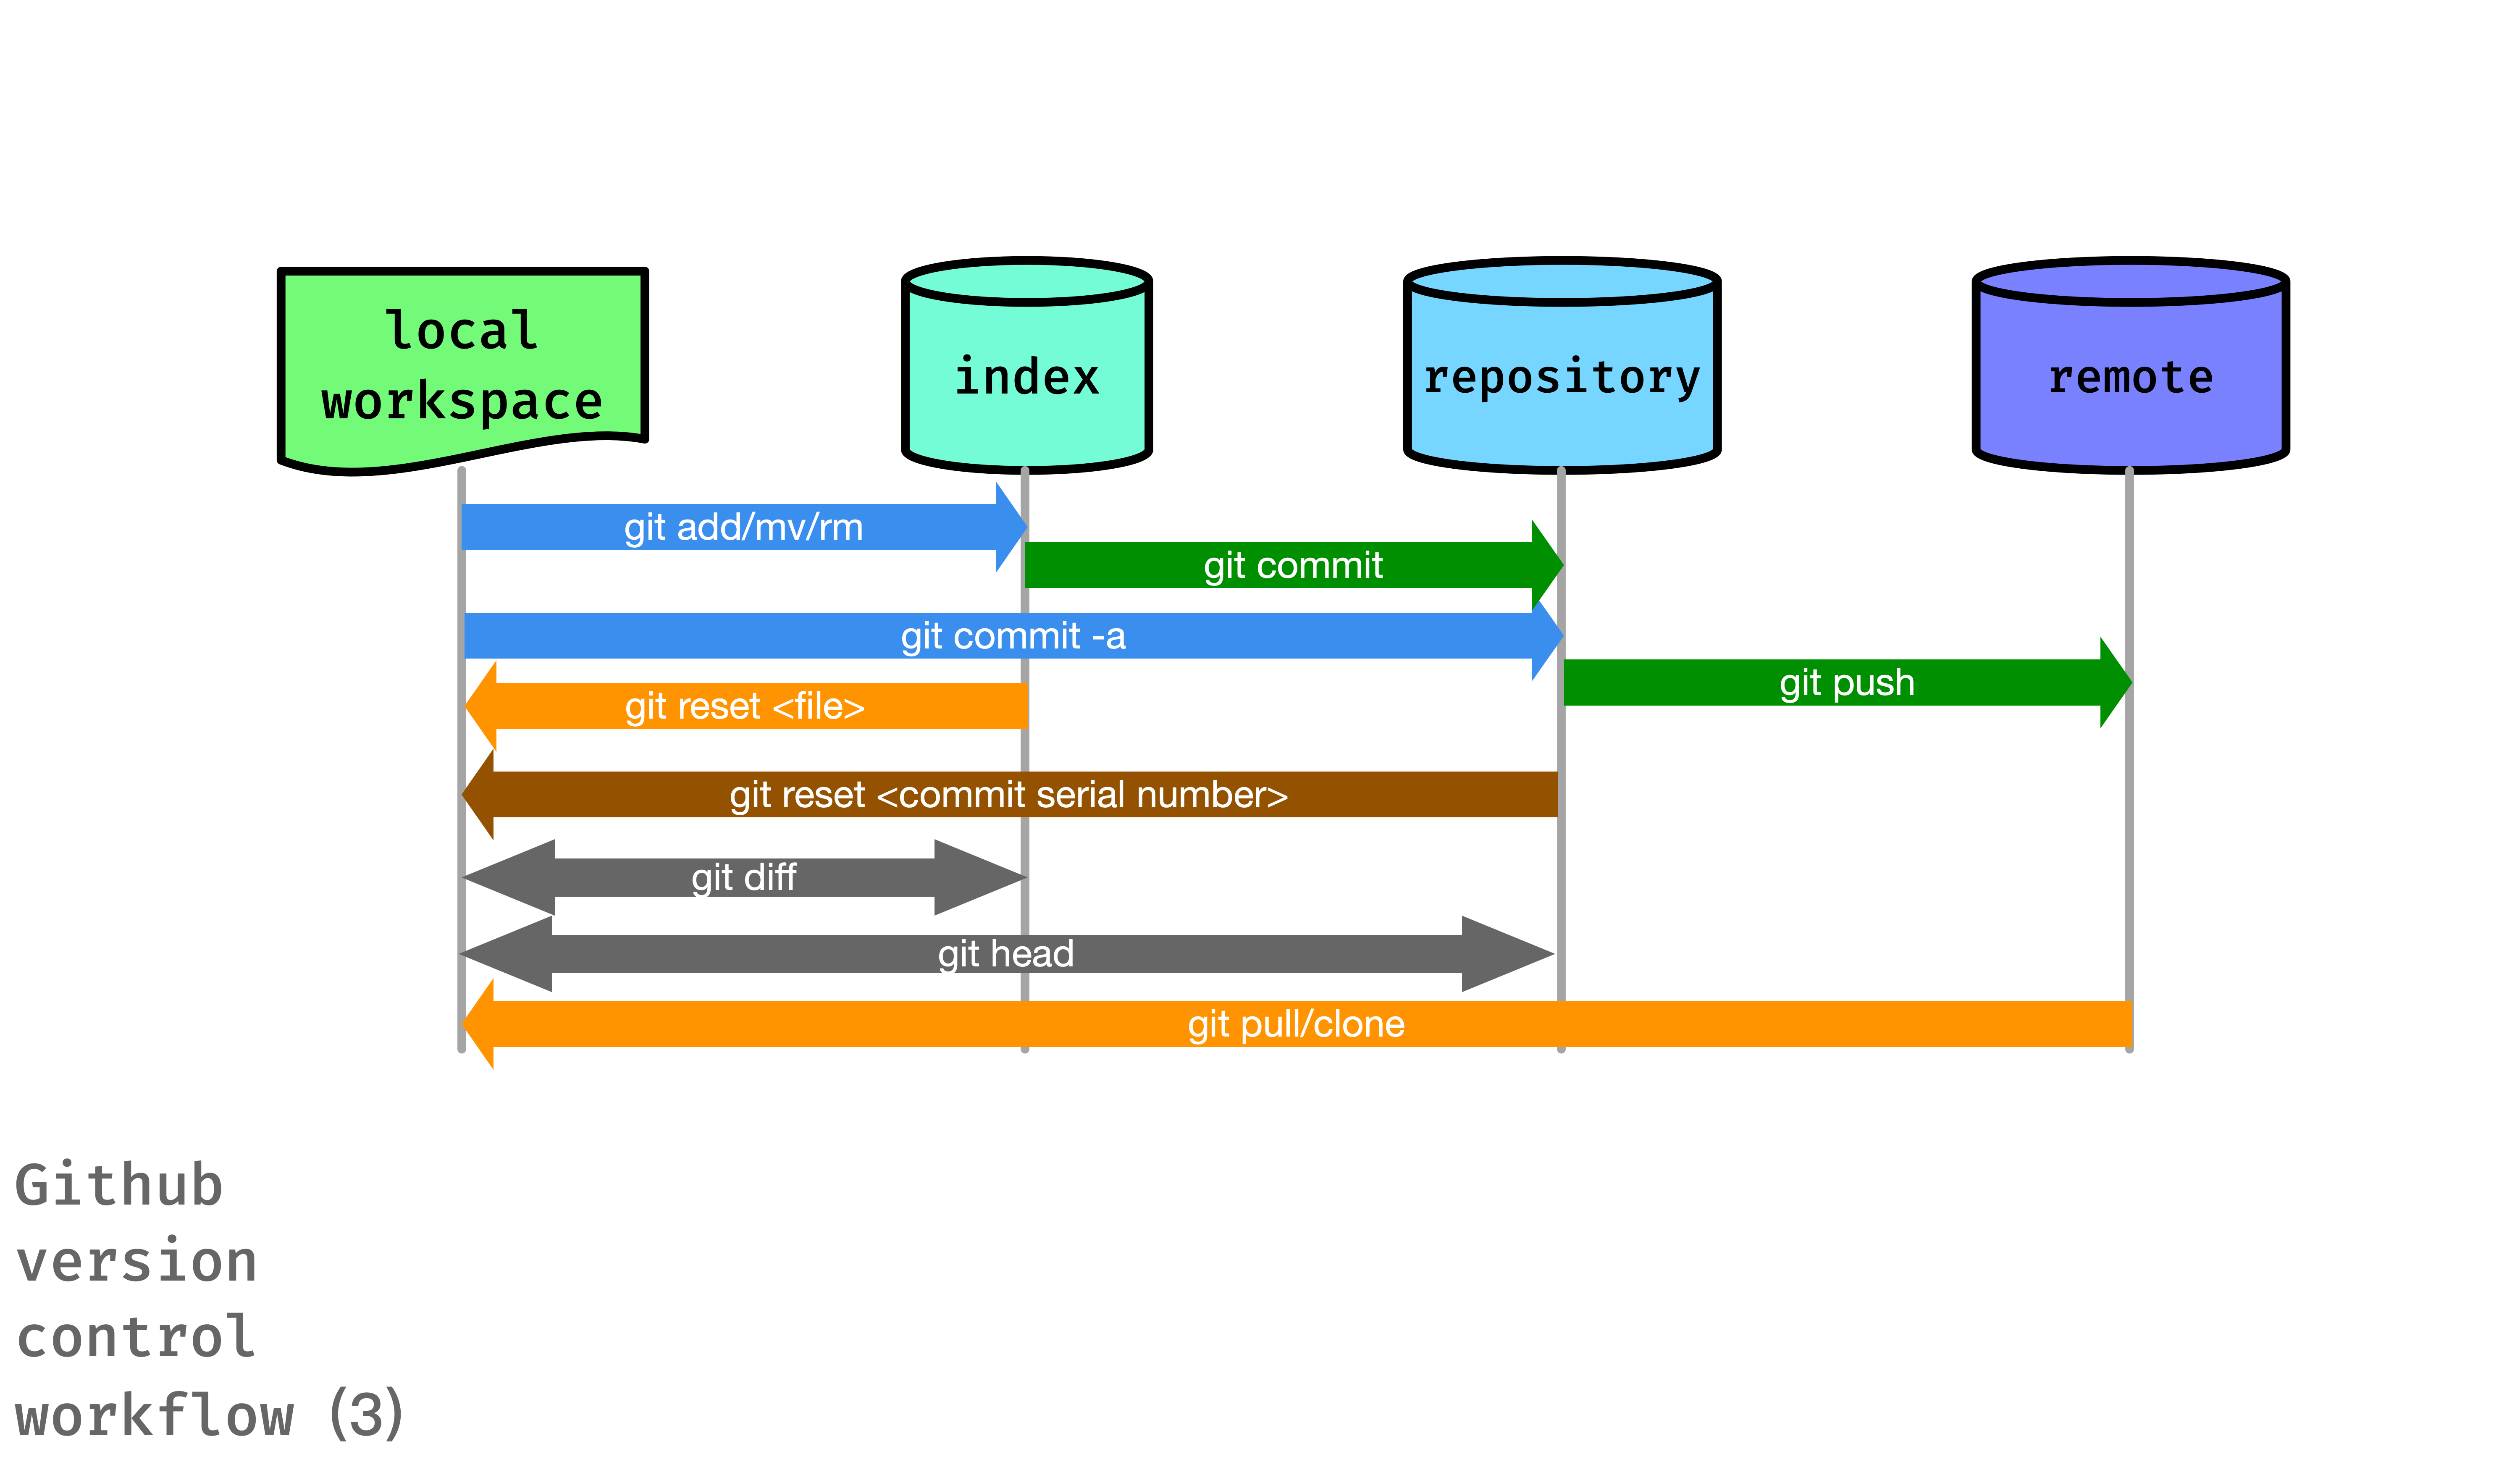 local
workspace
index
repository
remote
git add/mv/rm
git commit
git commit -a
git push
git reset <file>
git reset <commit serial number>
git diff
git head
git pull/clone
Github
version
control
workflow (3)